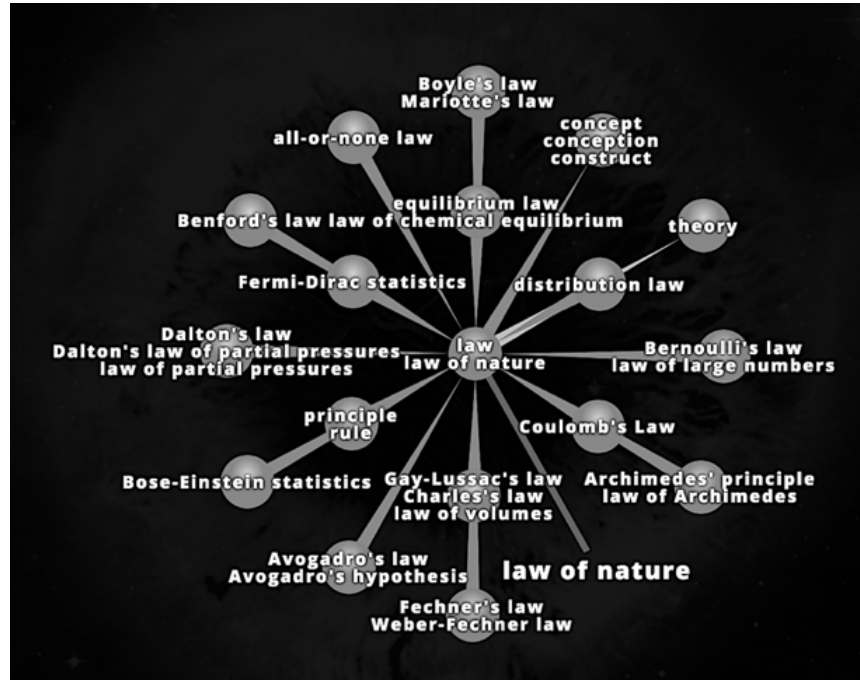 Boyle's law
Mariotte's law
concept
conception
construct
all-or-none law
equilibrium law
Benford's law law of chemical equilibrium
theory
Fermi-Dirac statistics
distribution law
Dalton's law
Dalton's law of partial pressures
law of partial pressures
law
law of nature
Bernoulli's law
law of large numbers
principle
rule
Coulomb's Law
Bose-Einstein statistics
Gay-Lussac's law
Charles's law
law of volumes
Archimedes' principle
law of Archimedes
Avogadro's law
Avogadro's hypothesis
law of nature
Fechner's law
Weber-Fechner law